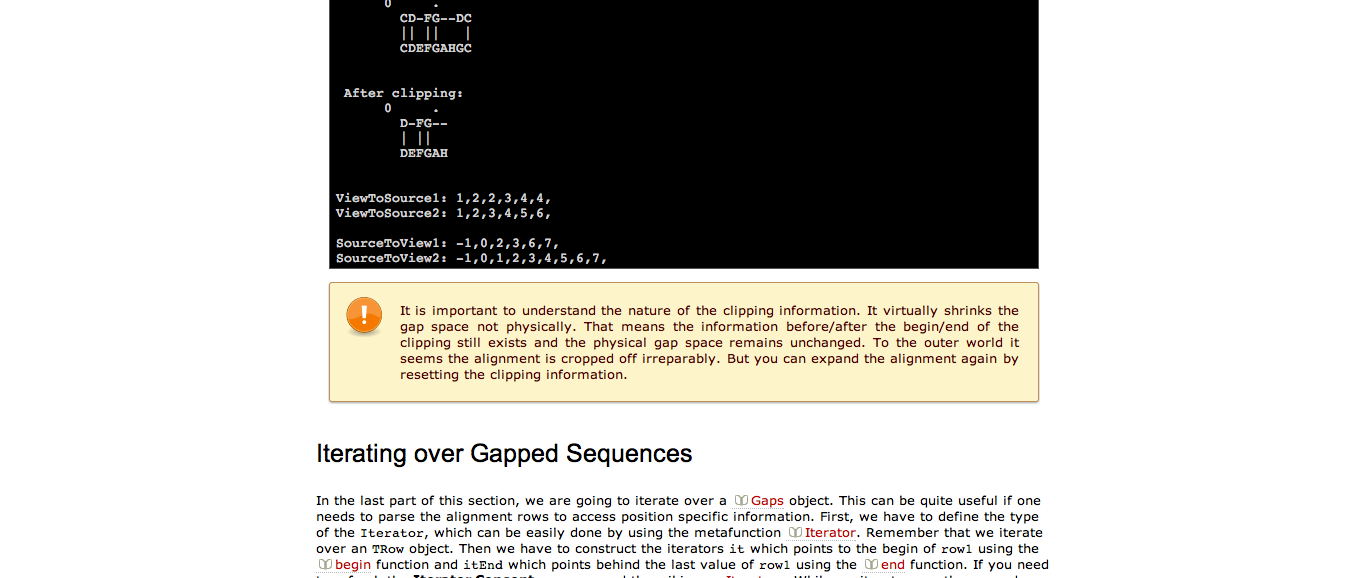 0      .
CD-FG--DC
|| ||   |
CDEFGAHGC
After clipping:
0      .
D-FG--
| ||
DEFGAH
ViewToSource1: 1,2,2,3,4,4,
ViewToSource2: 1,2,3,4,5,6,
SourceToView1: -1,0,2,3,6,7,
SourceToView2: -1,0,1,2,3,4,5,6,7,
It is important to understand the nature of the clipping information. It virtually shrinks the
gap space not physically. That means the information before/after the begin/end of the
clipping still exists and the physical gap space remains unchanged. To the outer world it
seems the alignment is cropped off irreparably. But you can expand the alignment again by
resetting the clipping information.
Iterating over Gapped Sequences
In the last part of this section, we are going to iterate over a Gaps object. This can be quite useful if one
needs to parse the alignment rows to access position specific information. First, we have to define the type
of the Iterator, which can be easily done by using the metafunction Iterator. Remember that we iterate
over an TRow object. Then we have to construct the iterators it which points to the begin of row1 using the
begin function and itEnd which points behind the last value of row1 using the end function. If you need